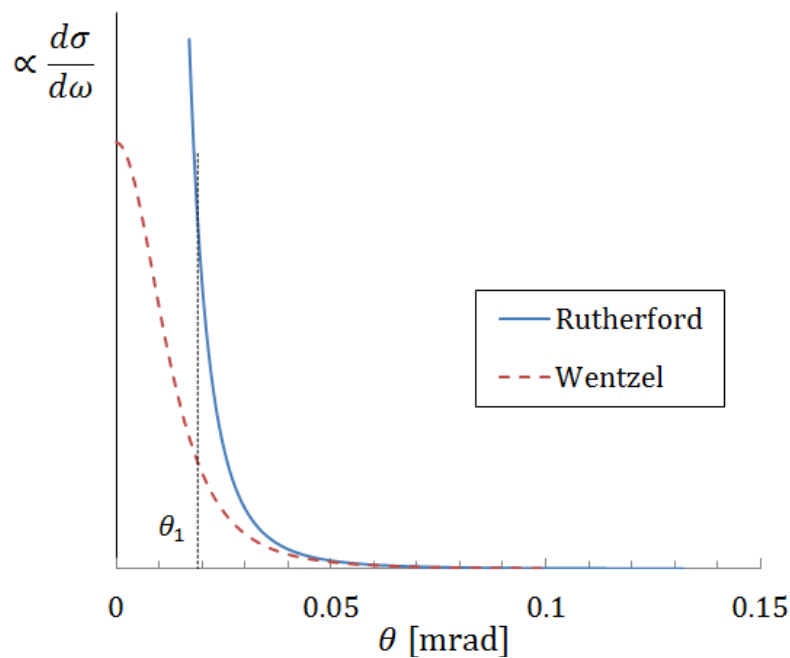 ∝ dσ/dω
Rutherford
Wentzel
θ₁
0 0.05 0.1 0.15
θ [mrad]